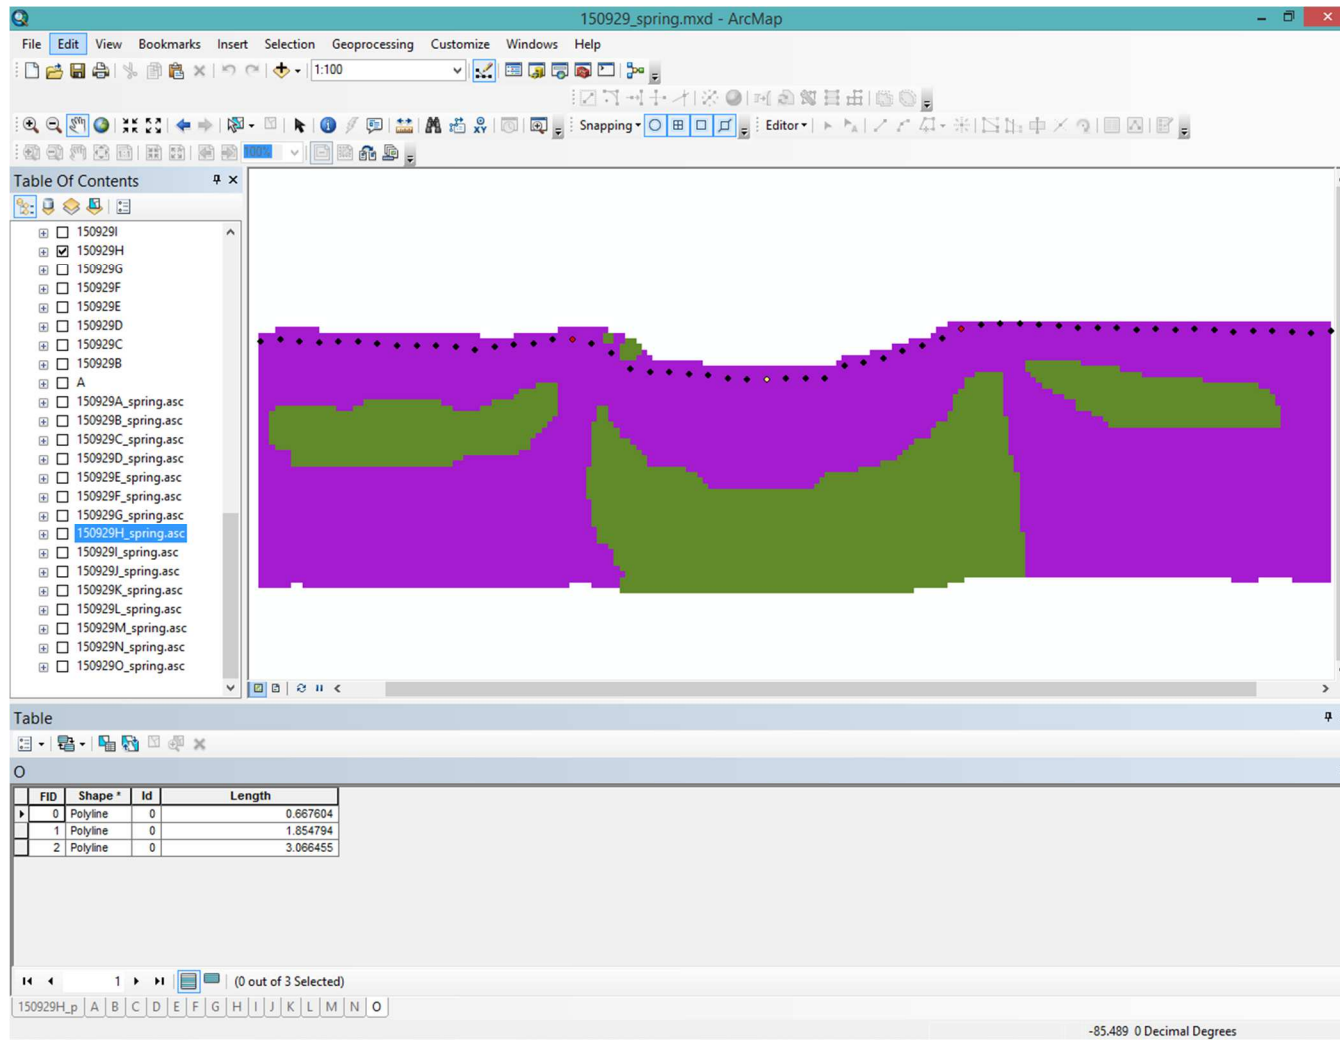 150929_spring.mxd - ArcMap
File Edit View Bookmarks Insert Selection Geoprocessing Customize Windows Help
1:100
Snapping Editor
100%
Table Of Contents
150929I
150929H
150929G
150929F
150929E
150929D
150929C
150929B
A
150929A_spring.asc
150929B_spring.asc
150929C_spring.asc
150929D_spring.asc
150929E_spring.asc
150929F_spring.asc
150929G_spring.asc
150929H_spring.asc
150929I_spring.asc
150929J_spring.asc
150929K_spring.asc
150929L_spring.asc
150929M_spring.asc
150929N_spring.asc
150929O_spring.asc
Table
O
FID Shape * Id Length
0 Polyline 0 0.667604
1 Polyline 0 1.854794
2 Polyline 0 3.066455
1 (0 out of 3 Selected)
150929H_p A B C D E F G H I J K L M N O
-85.489 0 Decimal Degrees